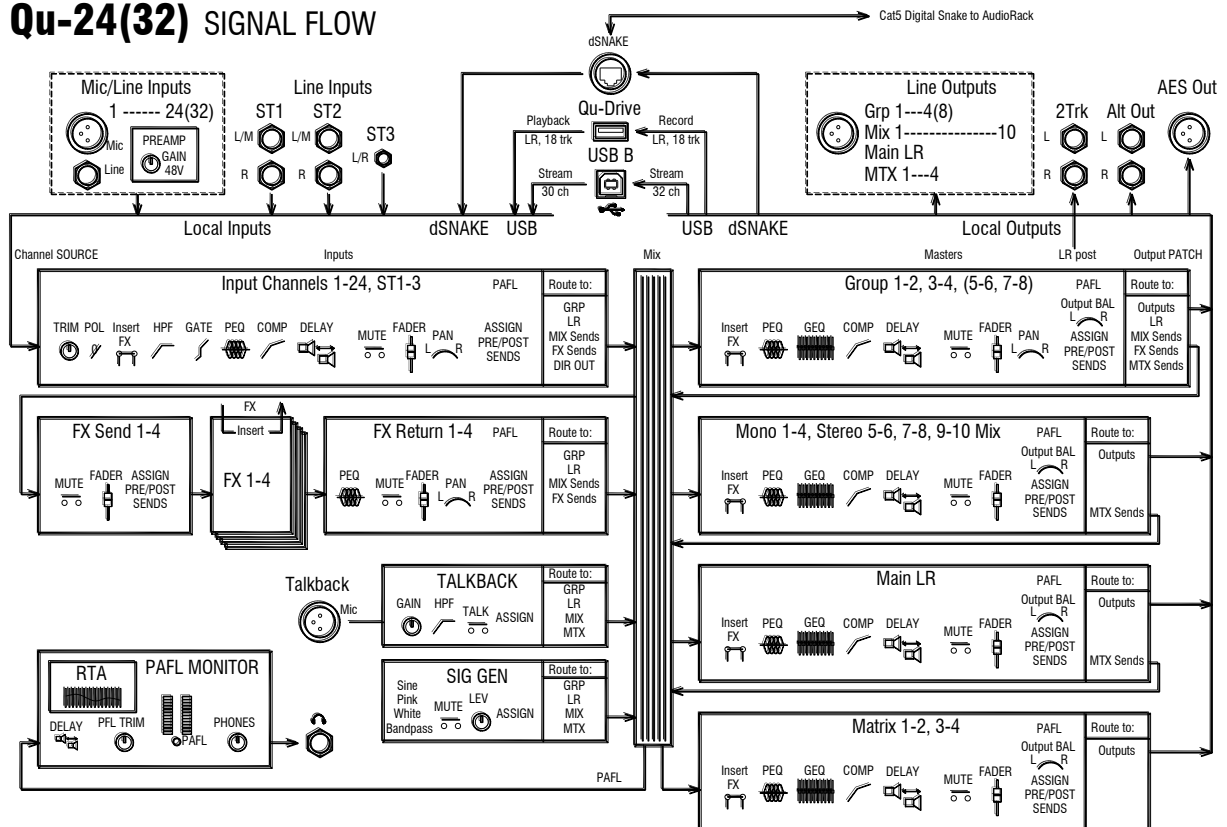 Qu-24(32) SIGNAL FLOW
Cat5 Digital Snake to AudioRack
dSNAKE
Mic/Line Inputs
1 ------ 24(32)
Mic
Line
PREAMP
GAIN
48V
Line Inputs
ST1
ST2
ST3
L/M
L/M
L/R
R
R
Qu-Drive
Playback
LR, 18 trk
Record
LR, 18 trk
USB B
Stream
30 ch
Stream
32 ch
Line Outputs
Grp 1---4(8)
Mix 1---------------10
Main LR
MTX 1---4
2Trk
Alt Out
AES Out
L
R
L
R
Local Inputs
dSNAKE
USB
USB
dSNAKE
Local Outputs
Channel SOURCE
Inputs
Mix
Masters
LR post
Output PATCH
Input Channels 1-24, ST1-3
PAFL
Route to:
TRIM
POL
Insert
FX
HPF
GATE
PEQ
COMP
DELAY
MUTE
FADER
PAN
L
R
ASSIGN
PRE/POST
SENDS
GRP
LR
MIX Sends
FX Sends
DIR OUT
Group 1-2, 3-4, (5-6, 7-8)
PAFL
Output BAL
L
R
Route to:
Insert
FX
PEQ
GEQ
COMP
DELAY
MUTE
FADER
PAN
L
R
ASSIGN
PRE/POST
SENDS
Outputs
LR
MIX Sends
FX Sends
MTX Sends
FX
Insert
FX Send 1-4
MUTE
FADER
ASSIGN
PRE/POST
SENDS
FX 1-4
FX Return 1-4
PAFL
Route to:
PEQ
MUTE
FADER
PAN
L
R
ASSIGN
PRE/POST
SENDS
GRP
LR
MIX Sends
FX Sends
Mono 1-4, Stereo 5-6, 7-8, 9-10 Mix
PAFL
Output BAL
L
R
Route to:
Outputs
Insert
FX
PEQ
GEQ
COMP
DELAY
MUTE
FADER
ASSIGN
PRE/POST
SENDS
MTX Sends
Talkback
Mic
TALKBACK
Route to:
GAIN
HPF
TALK
ASSIGN
GRP
LR
MIX
MTX
Main LR
PAFL
Output BAL
L
R
Route to:
Outputs
Insert
FX
PEQ
GEQ
COMP
DELAY
MUTE
FADER
ASSIGN
PRE/POST
SENDS
MTX Sends
RTA
PAFL MONITOR
DELAY
PFL TRIM
PAFL
PHONES
SIG GEN
Route to:
Sine
Pink
White
Bandpass
MUTE
LEV
ASSIGN
GRP
LR
MIX
MTX
PAFL
Matrix 1-2, 3-4
PAFL
Output BAL
L
R
Route to:
Outputs
Insert
FX
PEQ
GEQ
COMP
DELAY
MUTE
FADER
ASSIGN
PRE/POST
SENDS